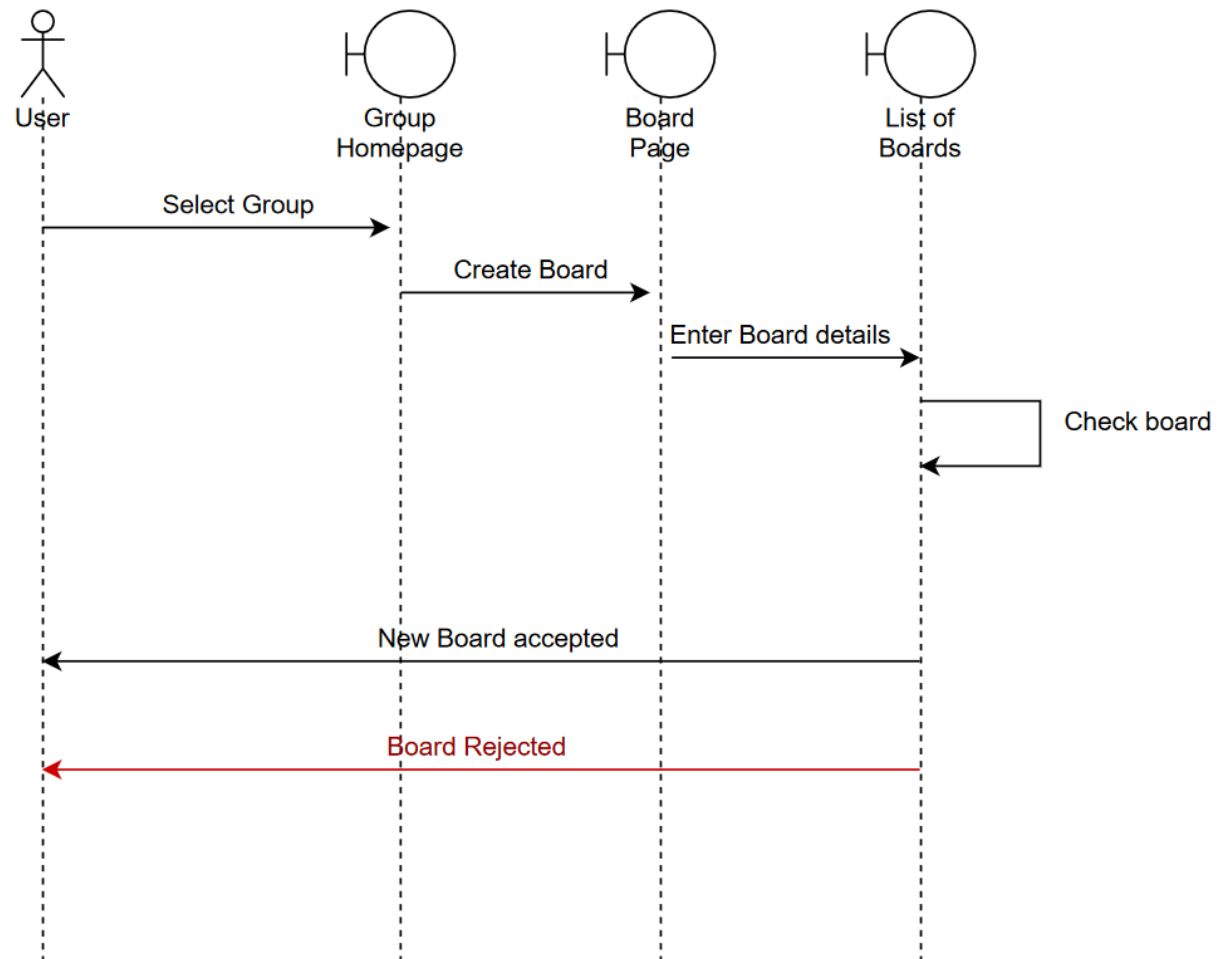 User
Group
Homepage
Board
Page
List of
Boards
Select Group
Create Board
Enter Board details
Check board
New Board accepted
Board Rejected